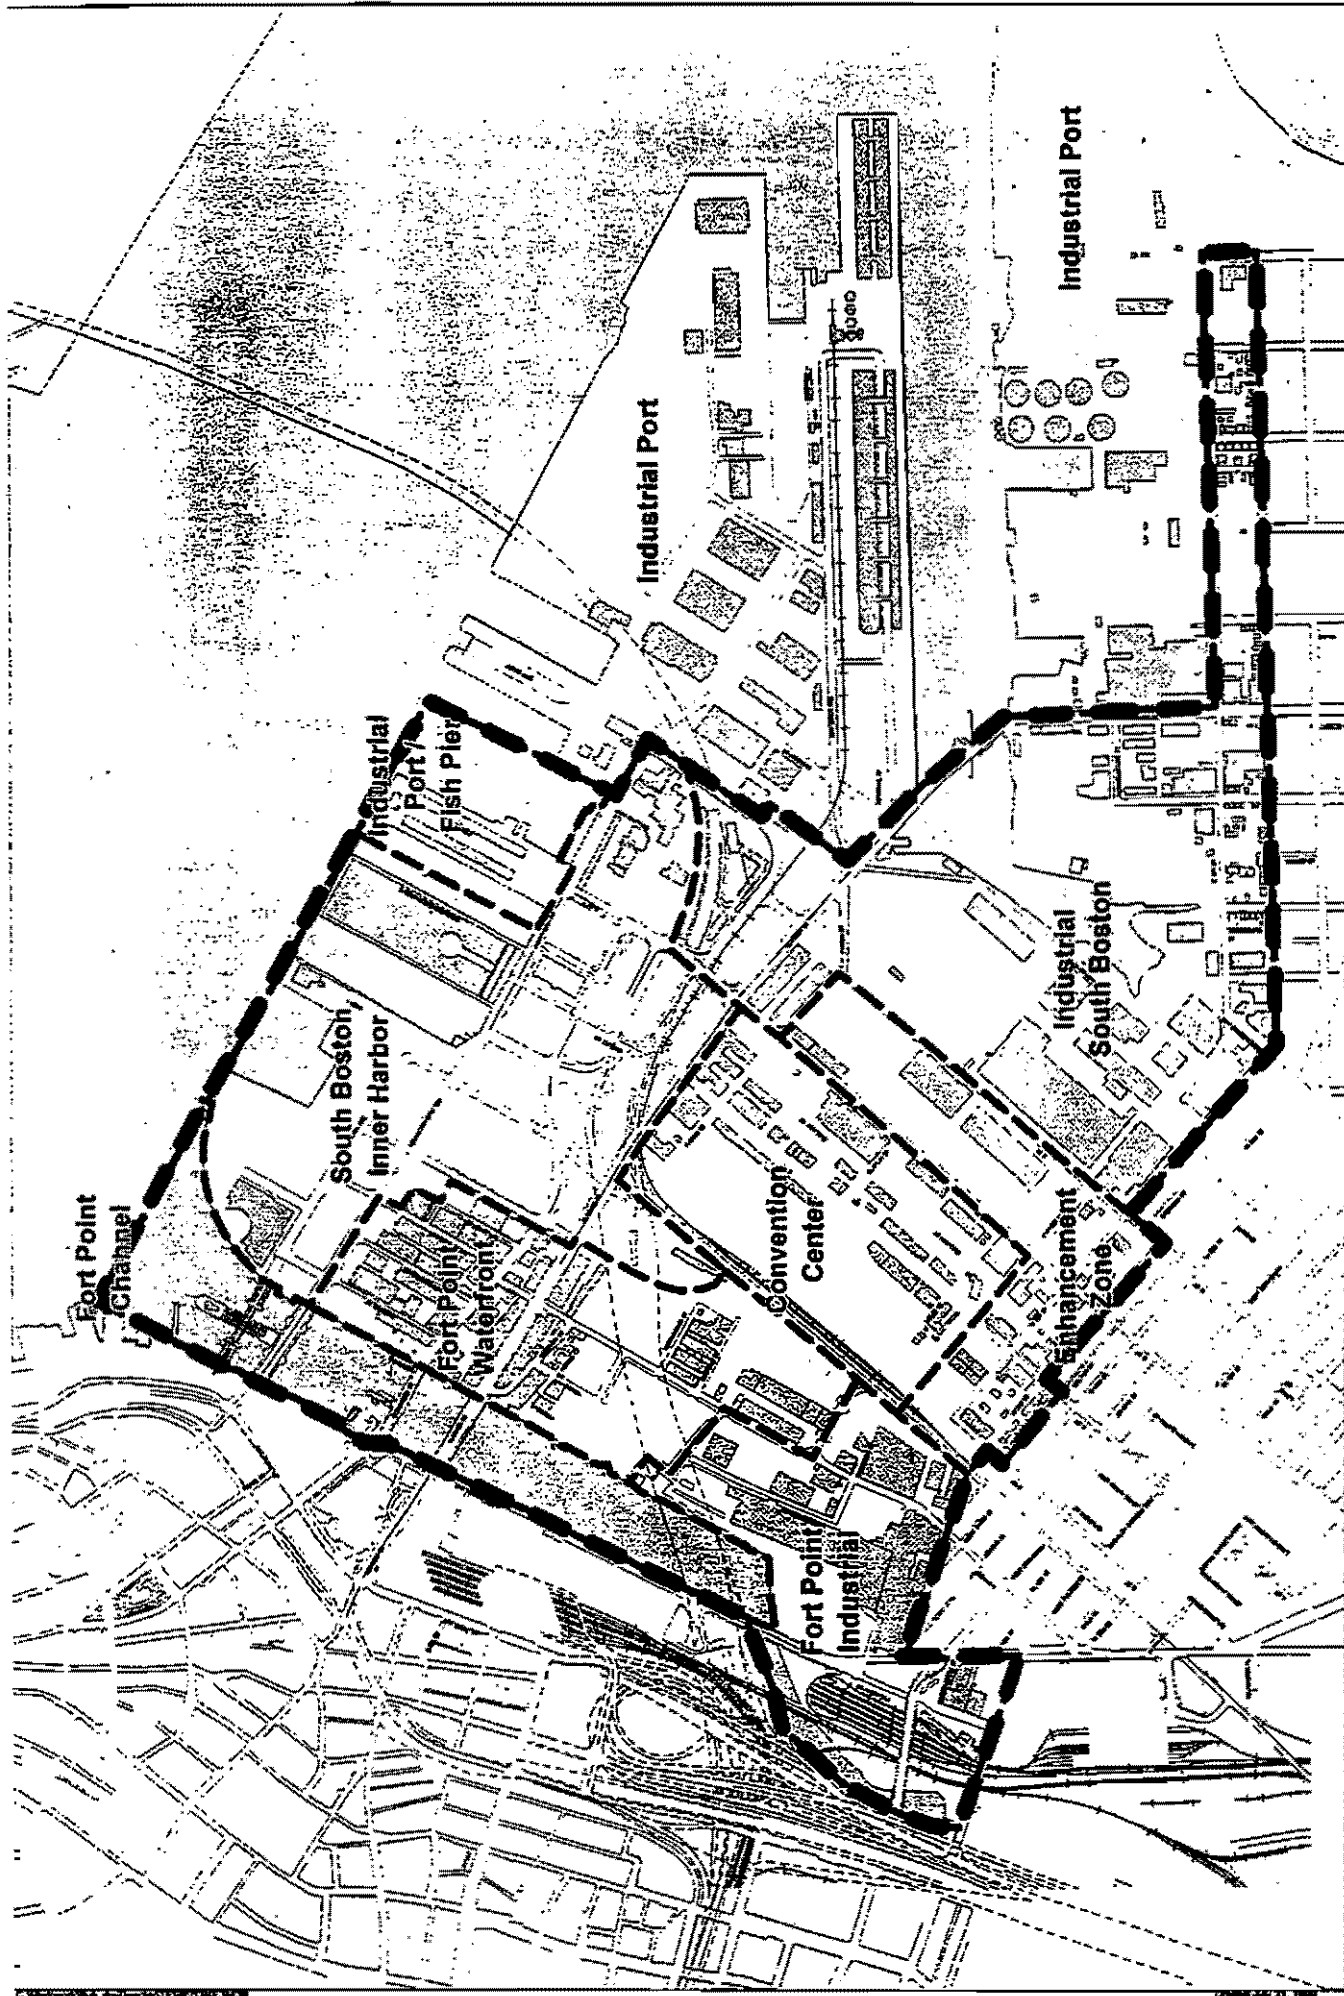 Fort Point
Channel
South Boston
Inner Harbor
Industrial
Port /
Fish Pier
Industrial Port
Industrial Port
Fort Point
Waterfront
Convention
Center
Industrial
South Boston
Enhancement
Zone
Fort Point
Industrial